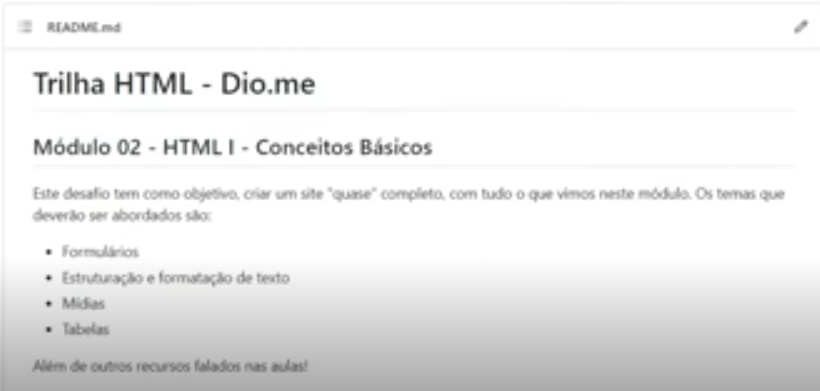 README.md
Trilha HTML - Dio.me
Módulo 02 - HTML I - Conceitos Básicos
Este desafio tem como objetivo, criar um site "quase" completo, com tudo o que vimos neste módulo. Os temas que
deverão ser abordados são:
• Formulários
• Estruturação e formatação de texto
• Mídias
• Tabelas
Além de outros recursos falados nas aulas!